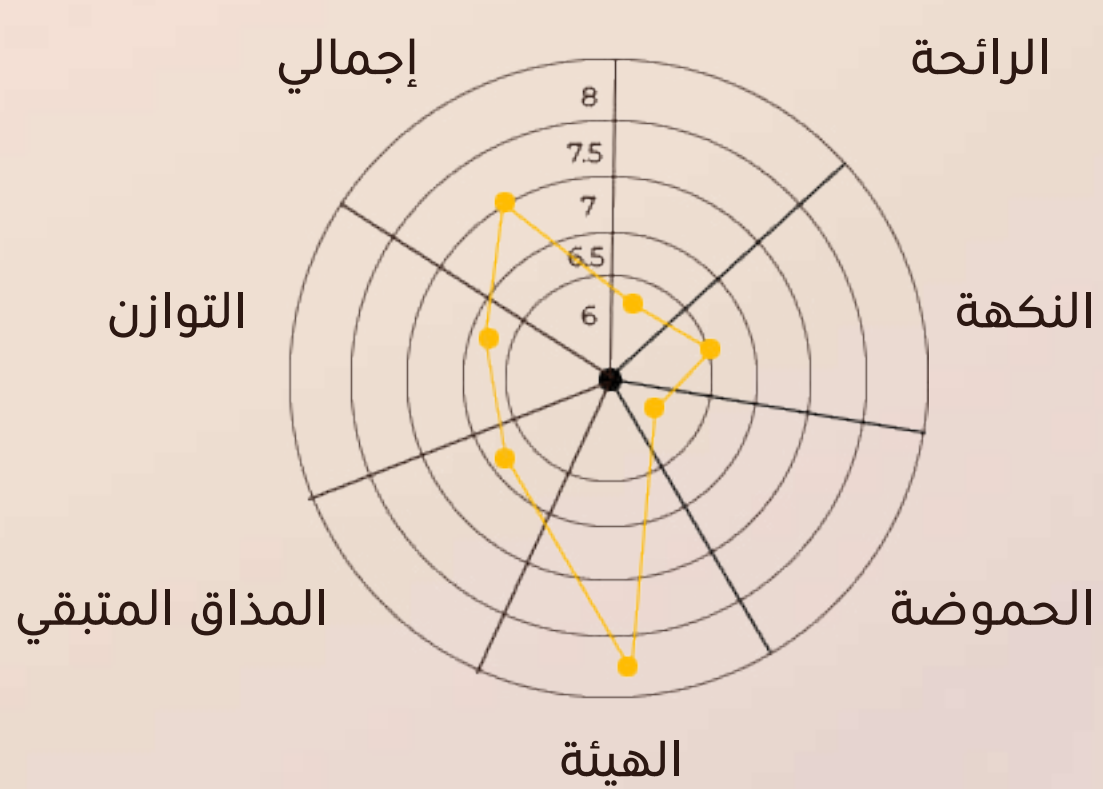 إجمالي
الرائحة
8
7.5
7
6.5
6
التوازن
النكهة
المذاق المتبقي
الحموضة
الهيئة